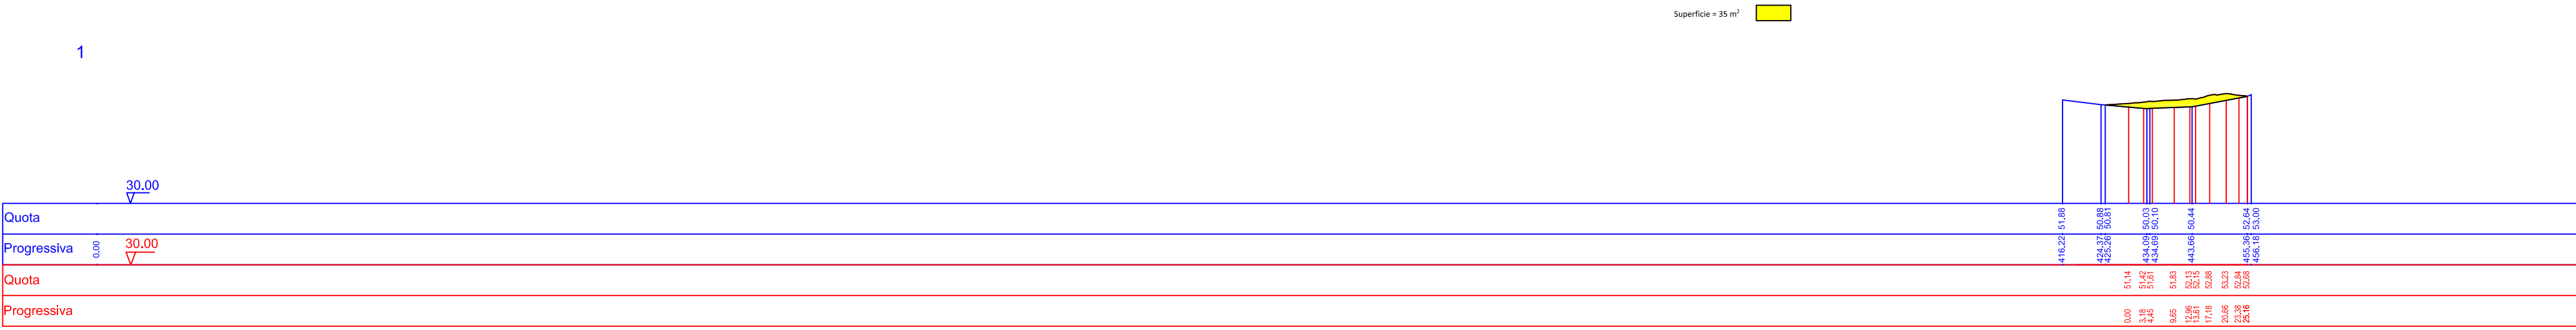 Superficie = 35 m²
1
30.00
Quota
51.88 50.88 50.81 50.03 50.10 50.44 52.64 53.00
Progressiva 0.00
416.22 424.37 425.26 434.09 434.69 443.66 455.36 456.18
30.00
Quota
51.14 51.42 51.61 51.83 52.13 52.15 52.88 53.23 52.84 52.68
Progressiva
0.00 3.18 4.45 9.65 12.96 13.61 17.18 20.66 23.38 25.16